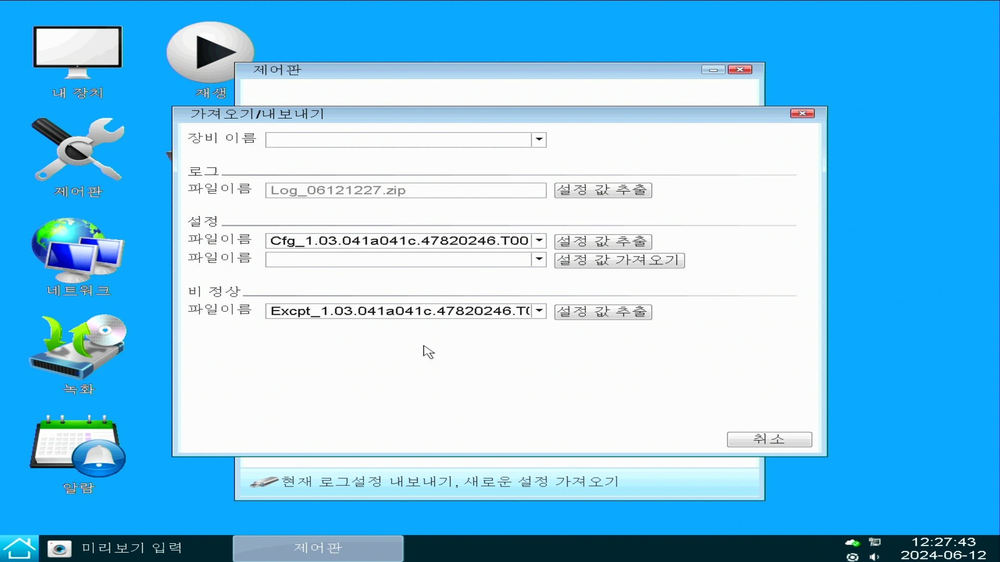 내 장치
재생
제어판
네트워크
녹화
알람
제어판
가져오기/내보내기
장비 이름
로그
파일이름 Log_06121227.zip 설정 값 추출
설정
파일이름 Cfg_1.03.041a041c.47820246.T00 설정 값 추출
파일이름 설정 값 가져오기
비 정상
파일이름 Excpt_1.03.041a041c.47820246.T( 설정 값 추출
취소
현재 로그설정 내보내기, 새로운 설정 가져오기
미리보기 입력
제어판
12:27:43
2024-06-12